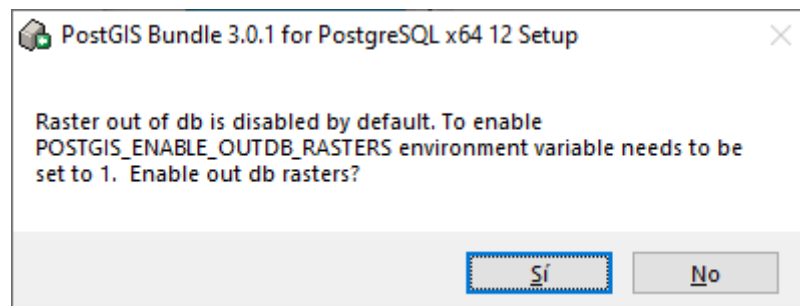 PostGIS Bundle 3.0.1 for PostgreSQL x64 12 Setup
Raster out of db is disabled by default. To enable
POSTGIS_ENABLE_OUTDB_RASTERS environment variable needs to be
set to 1.  Enable out db rasters?
Sí
No